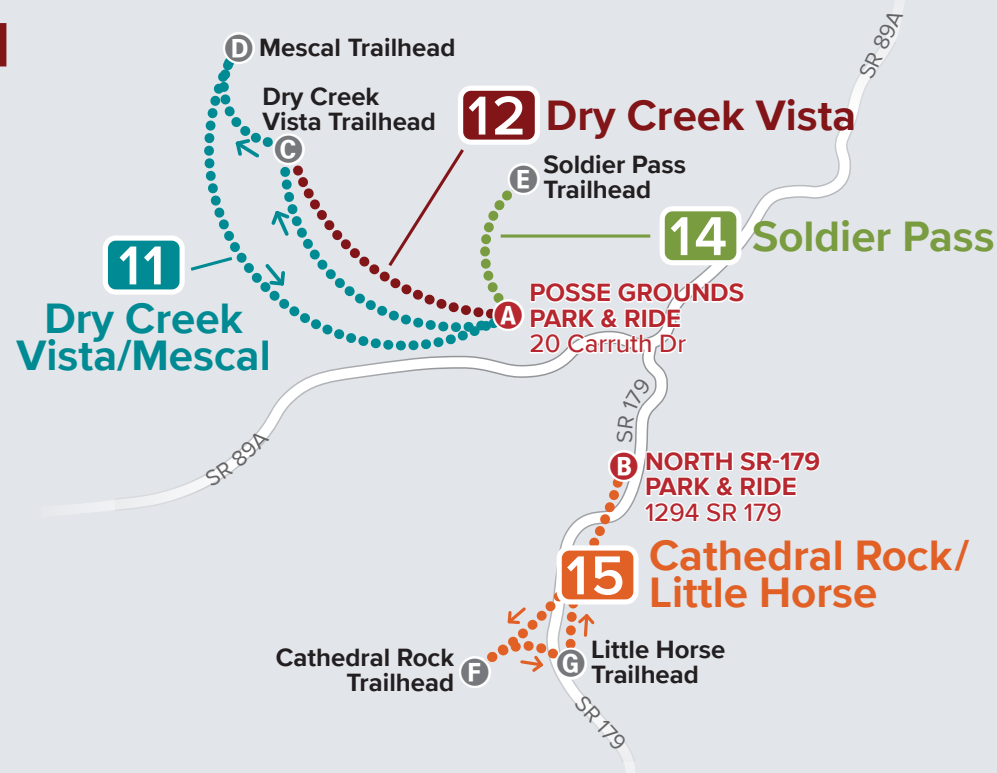 D Mescal Trailhead
Dry Creek
Vista Trailhead
C
12 Dry Creek Vista
SR 89A
E Soldier Pass
Trailhead
14 Soldier Pass
11
Dry Creek
Vista/Mescal
A POSSE GROUNDS
PARK & RIDE
20 Carruth Dr
SR 179
SR 89A
B NORTH SR-179
PARK & RIDE
1294 SR 179
15 Cathedral Rock/
Little Horse
Cathedral Rock
Trailhead F
G Little Horse
Trailhead
SR 179